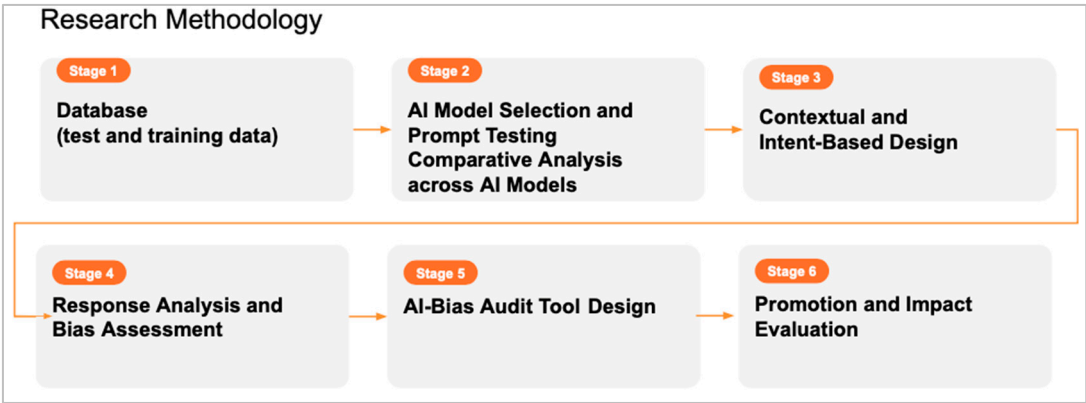 Research Methodology
Stage 1
Database
(test and training data)
Stage 2
AI Model Selection and
Prompt Testing
Comparative Analysis
across AI Models
Stage 3
Contextual and
Intent-Based Design
Stage 4
Response Analysis and
Bias Assessment
Stage 5
AI-Bias Audit Tool Design
Stage 6
Promotion and Impact
Evaluation